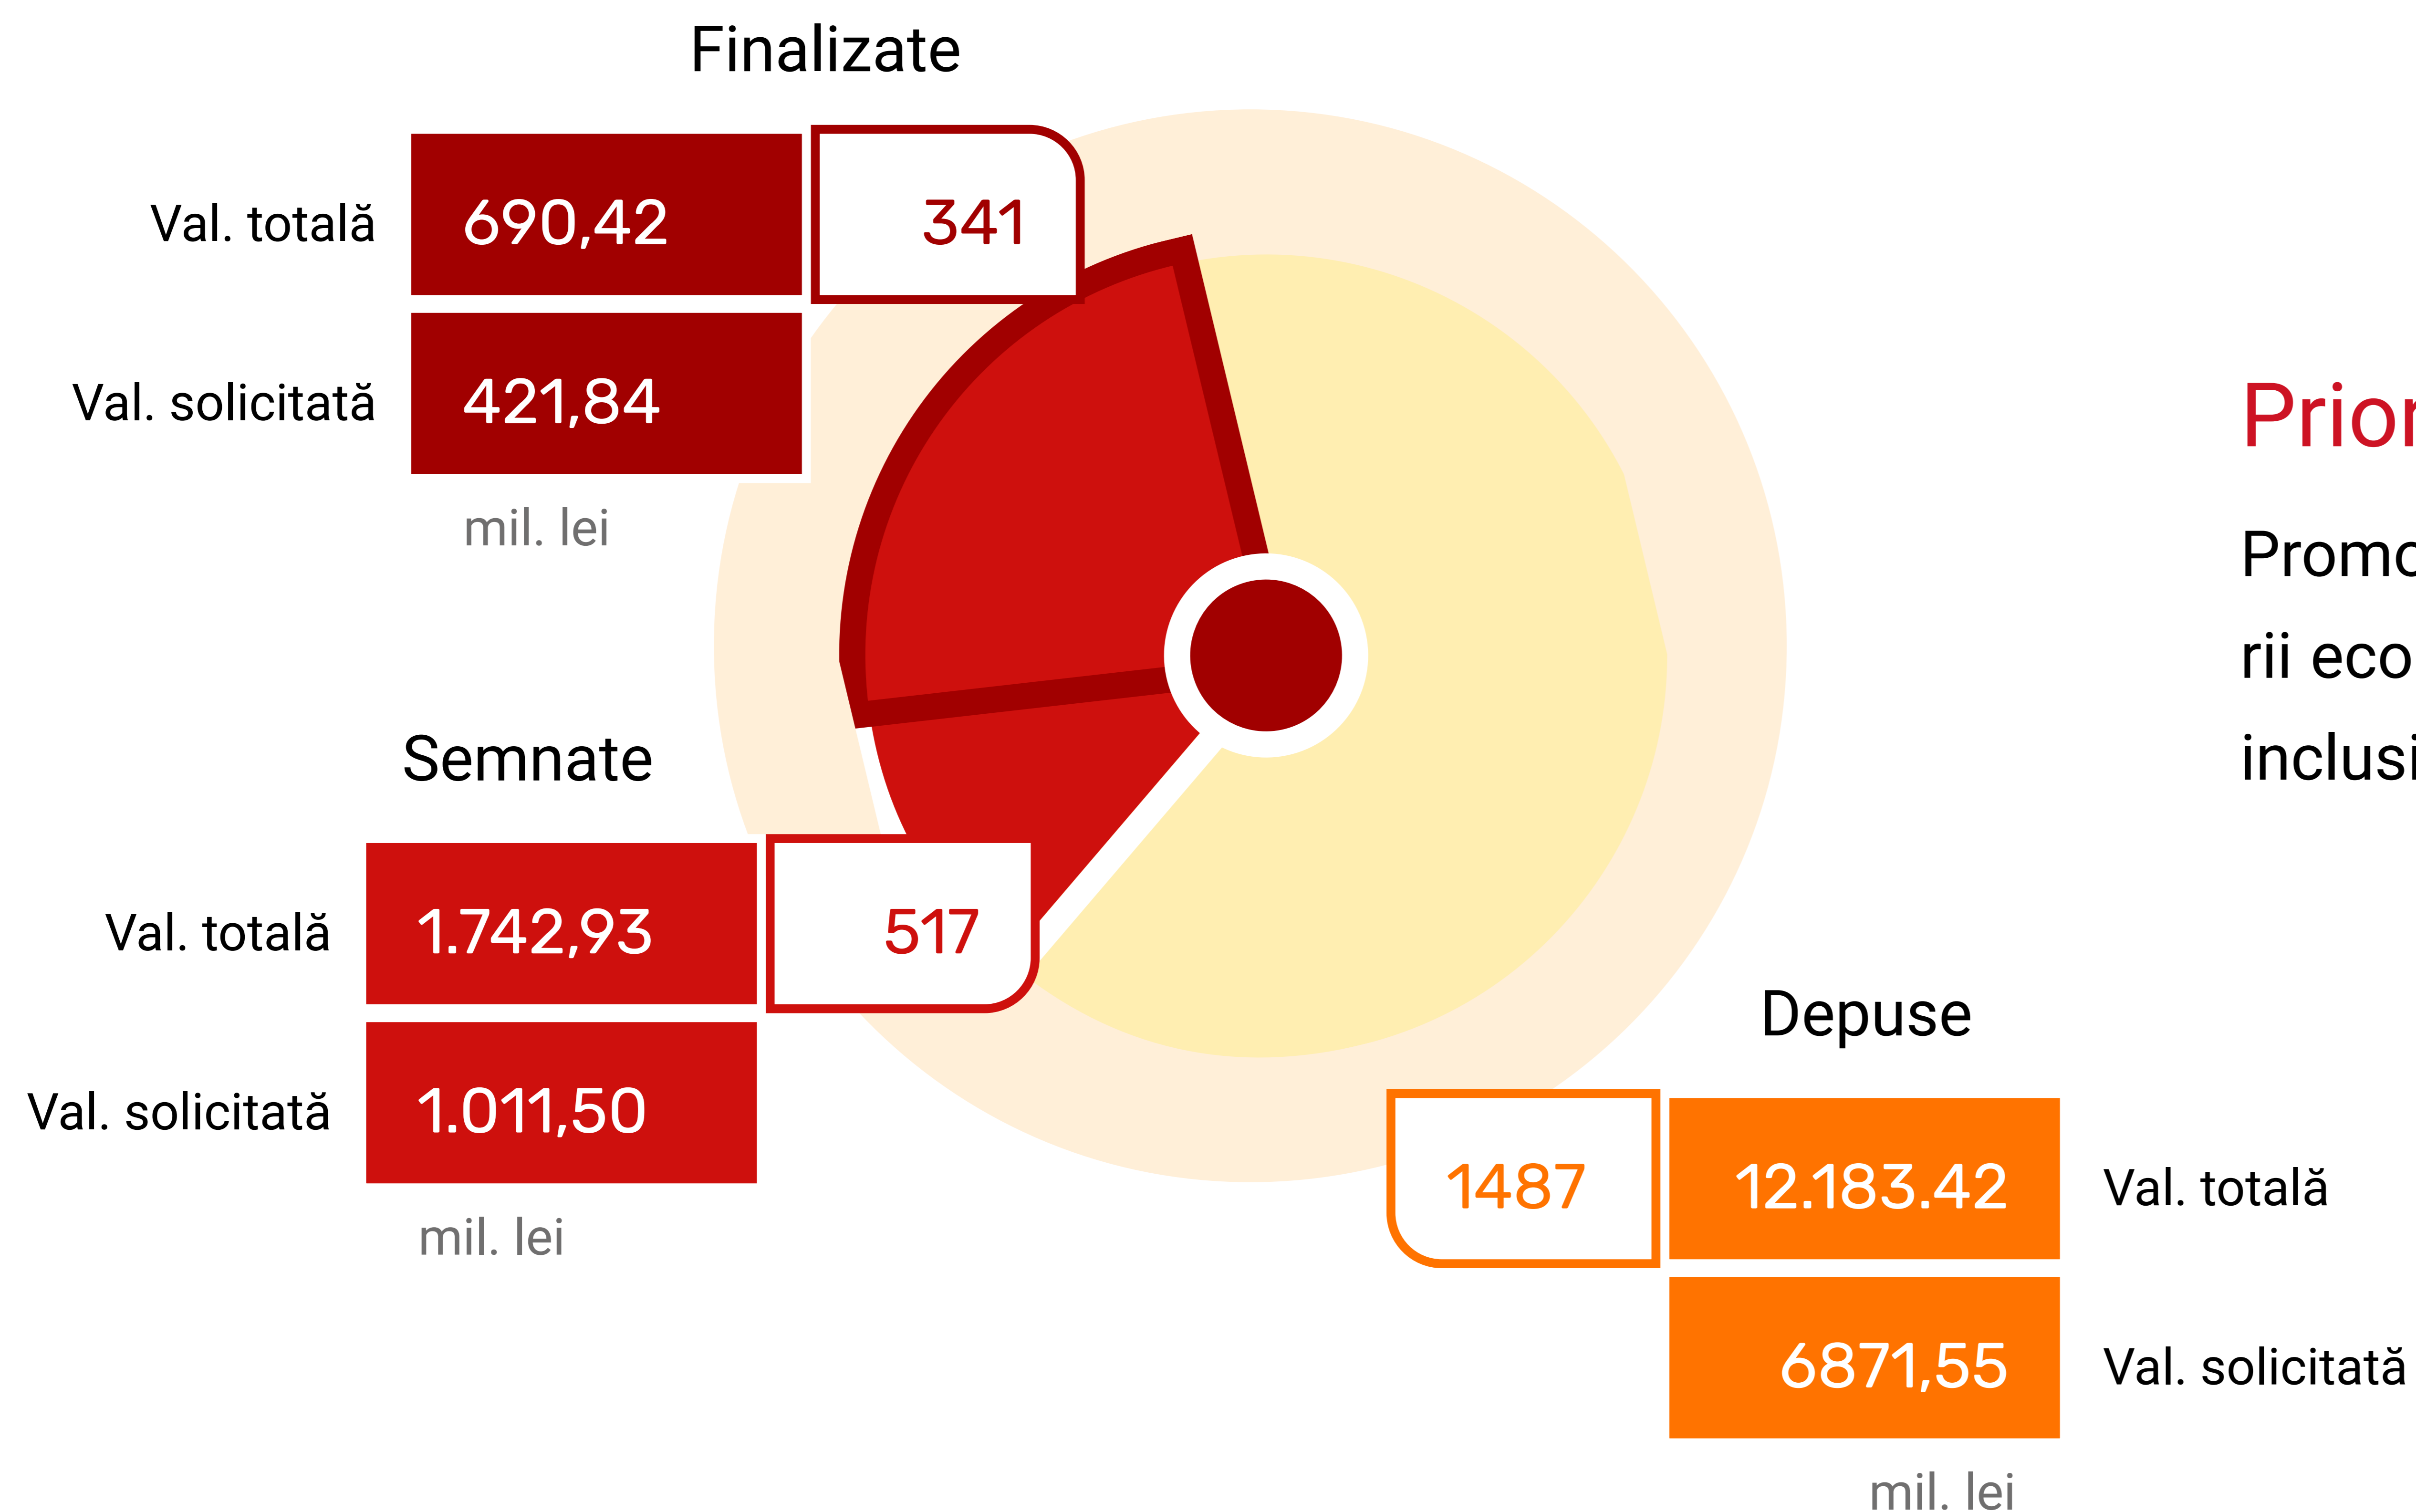 Finalizate
Val. totală 690,42 341
Val. solicitată 421,84
mil. lei
Semnate
Val. totală 1.742,93 517
Val. solicitată 1.011,50
mil. lei
Depuse
1487 12.183.42 Val. totală
6871,55 Val. solicitată
mil. lei
rii